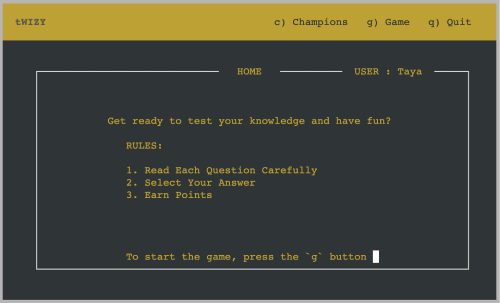 tWIZY c) Champions g) Game q) Quit
HOME USER : Taya
Get ready to test your knowledge and have fun?
RULES:
1. Read Each Question Carefully
2. Select Your Answer
3. Earn Points
To start the game, press the `g` button